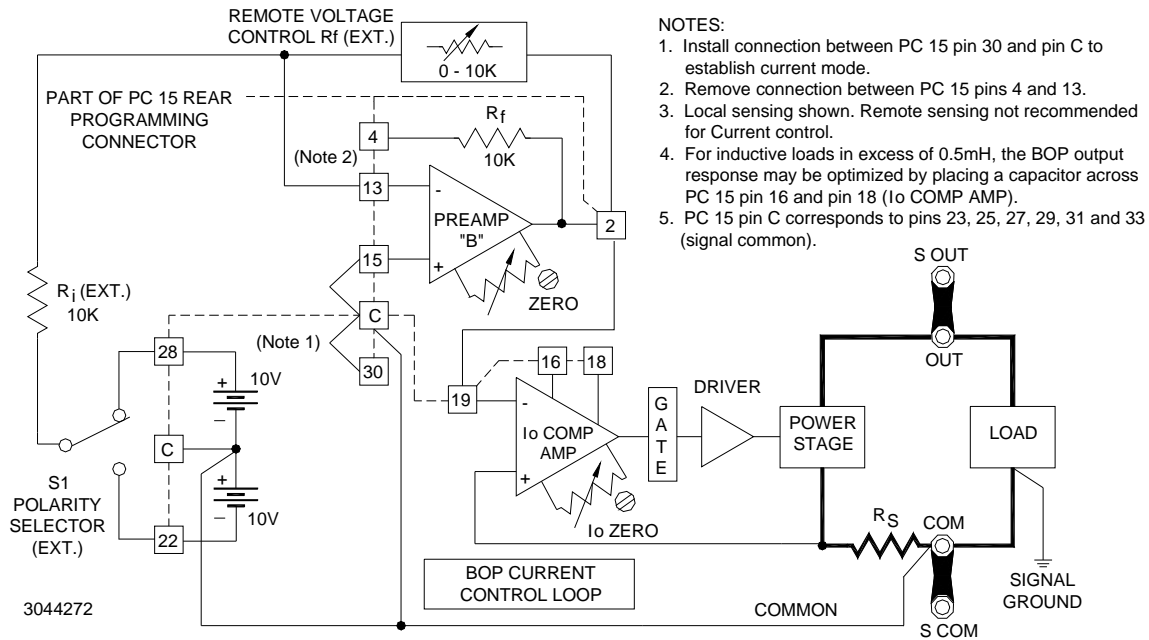 REMOTE VOLTAGE
CONTROL Rf (EXT.)
0 - 10K
PART OF PC 15 REAR
PROGRAMMING
CONNECTOR
NOTES:
1. Install connection between PC 15 pin 30 and pin C to
establish current mode.
2. Remove connection between PC 15 pins 4 and 13.
3. Local sensing shown. Remote sensing not recommended
for Current control.
4. For inductive loads in excess of 0.5mH, the BOP output
response may be optimized by placing a capacitor across
PC 15 pin 16 and pin 18 (Io COMP AMP).
5. PC 15 pin C corresponds to pins 23, 25, 27, 29, 31 and 33
(signal common).
4
Rf
10K
(Note 2)
13
-
PREAMP
"B"
2
15
+
ZERO
Ri (EXT.)
10K
C
(Note 1)
30
28
+
10V
–
C
S1
POLARITY
SELECTOR
(EXT.)
+
10V
–
22
16
18
19
-
Io COMP
AMP
+
Io ZERO
GATE
DRIVER
POWER
STAGE
S OUT
OUT
LOAD
RS
COM
S COM
SIGNAL
GROUND
BOP CURRENT
CONTROL LOOP
COMMON
3044272